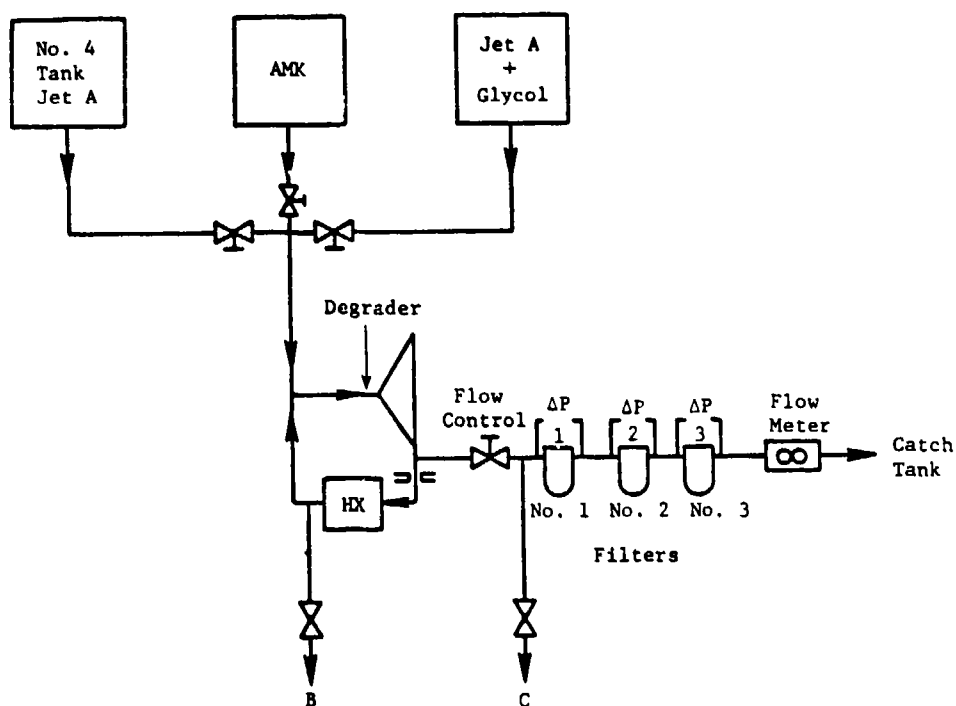 No. 4
Tank
Jet A
AMK
Jet A
+
Glycol
Degrader
Flow
Control
ΔP
1
ΔP
2
ΔP
3
Flow
Meter
Catch
Tank
HX
No. 1 No. 2 No. 3
Filters
B
C